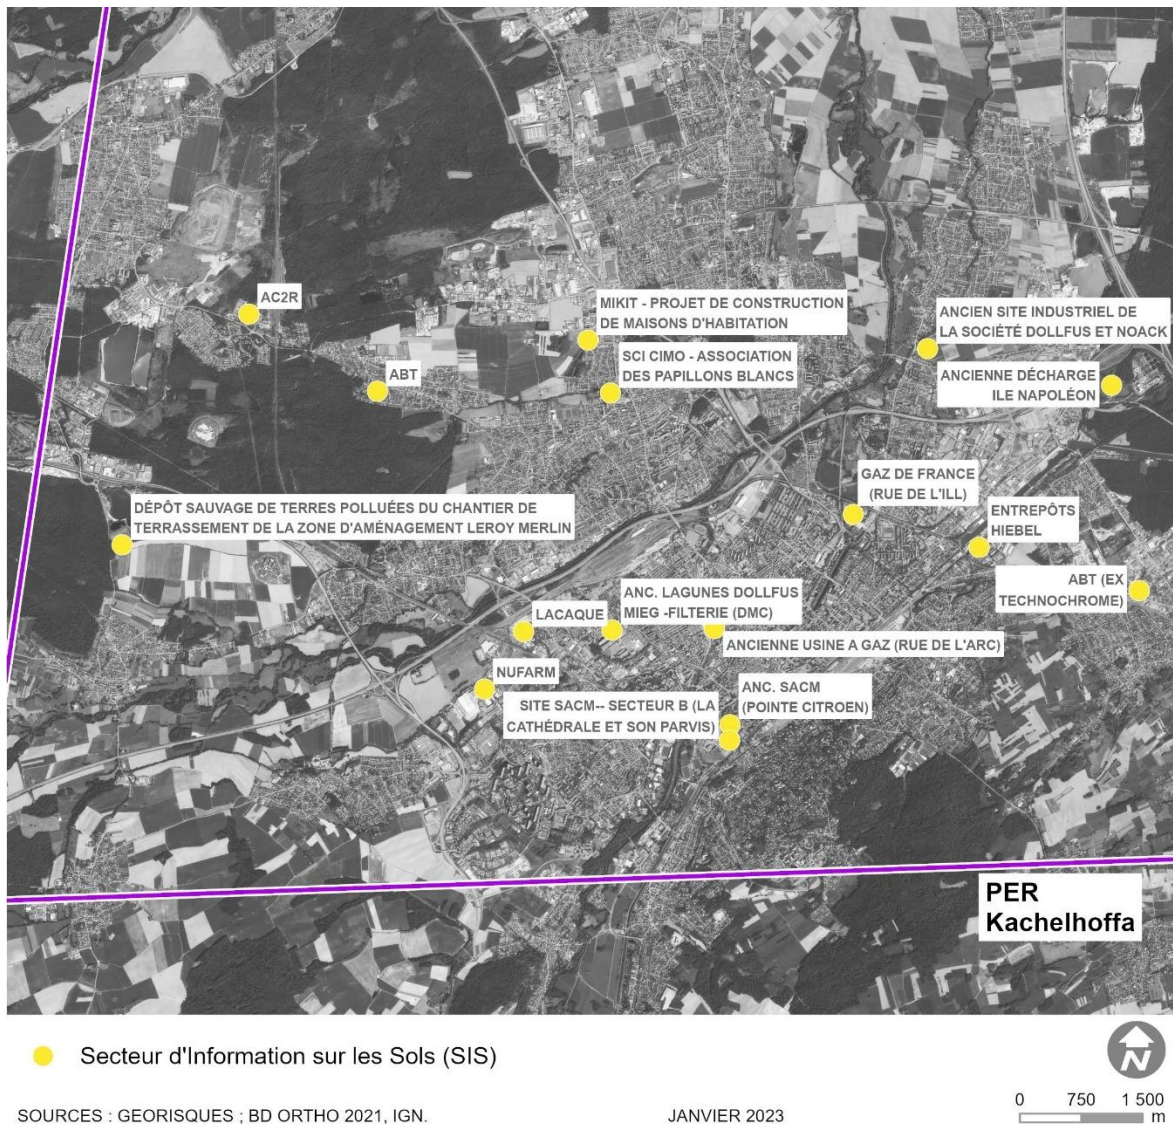 AC2R
MIKIT - PROJET DE CONSTRUCTION
DE MAISONS D'HABITATION
ANCIEN SITE INDUSTRIEL DE
LA SOCIÉTÉ DOLLFUS ET NOACK
SCI CIMO - ASSOCIATION
DES PAPILLONS BLANCS
ABT
ANCIENNE DÉCHARGE
ILE NAPOLÉON
GAZ DE FRANCE
(RUE DE L'ILL)
DÉPÔT SAUVAGE DE TERRES POLLUÉES DU CHANTIER DE
TERRASSEMENT DE LA ZONE D'AMÉNAGEMENT LEROY MERLIN
ENTREPÔTS
HIEBEL
ABT (EX
TECHNOCHROME)
ANC. LAGUNES DOLLFUS
MIEG -FILTERIE (DMC)
LACAQUE
ANCIENNE USINE A GAZ (RUE DE L'ARC)
NUFARM
ANC. SACM
(POINTE CITROEN)
SITE SACM-- SECTEUR B (LA
CATHÉDRALE ET SON PARVIS)
PER
Kachelhoffa
Secteur d'Information sur les Sols (SIS)
N
SOURCES : GEORISQUES ; BD ORTHO 2021, IGN.
JANVIER 2023
0 750 1 500
m